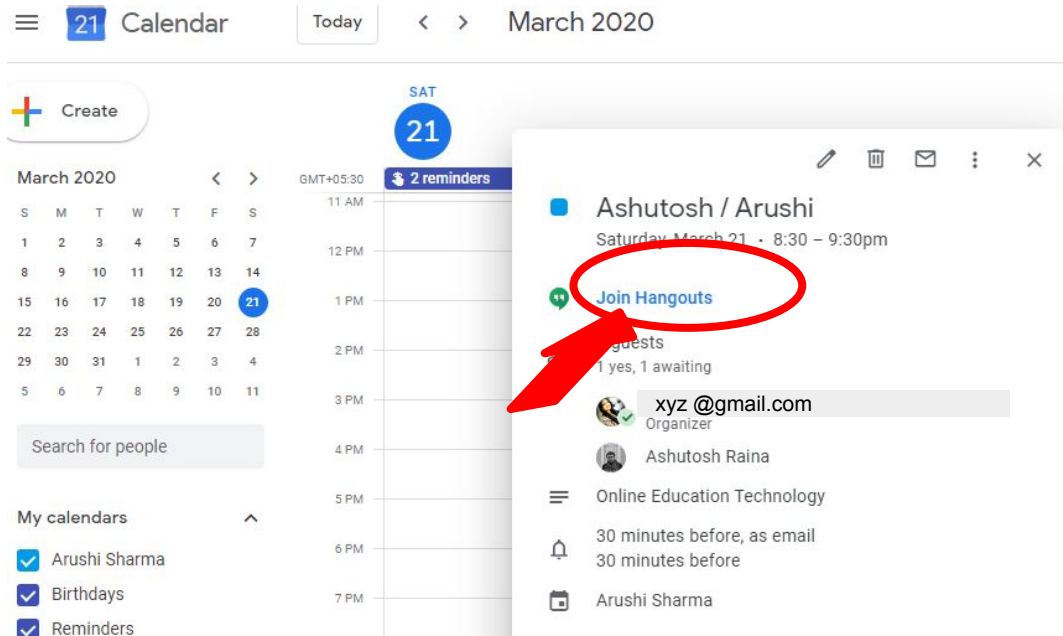 21 Calendar Today < > March 2020
Create
SAT
21
March 2020 < >
S M T W T F S
1 2 3 4 5 6 7
8 9 10 11 12 13 14
15 16 17 18 19 20 21
22 23 24 25 26 27 28
29 30 31 1 2 3 4
5 6 7 8 9 10 11
Search for people
My calendars
Arushi Sharma
Birthdays
Reminders
GMT+05:30 2 reminders
11 AM
12 PM
1 PM
2 PM
3 PM
4 PM
5 PM
6 PM
7 PM
Ashutosh / Arushi
Saturday, March 21 · 8:30 – 9:30pm
Join Hangouts
guests
1 yes, 1 awaiting
xyz @gmail.com
Organizer
Ashutosh Raina
Online Education Technology
30 minutes before, as email
30 minutes before
Arushi Sharma